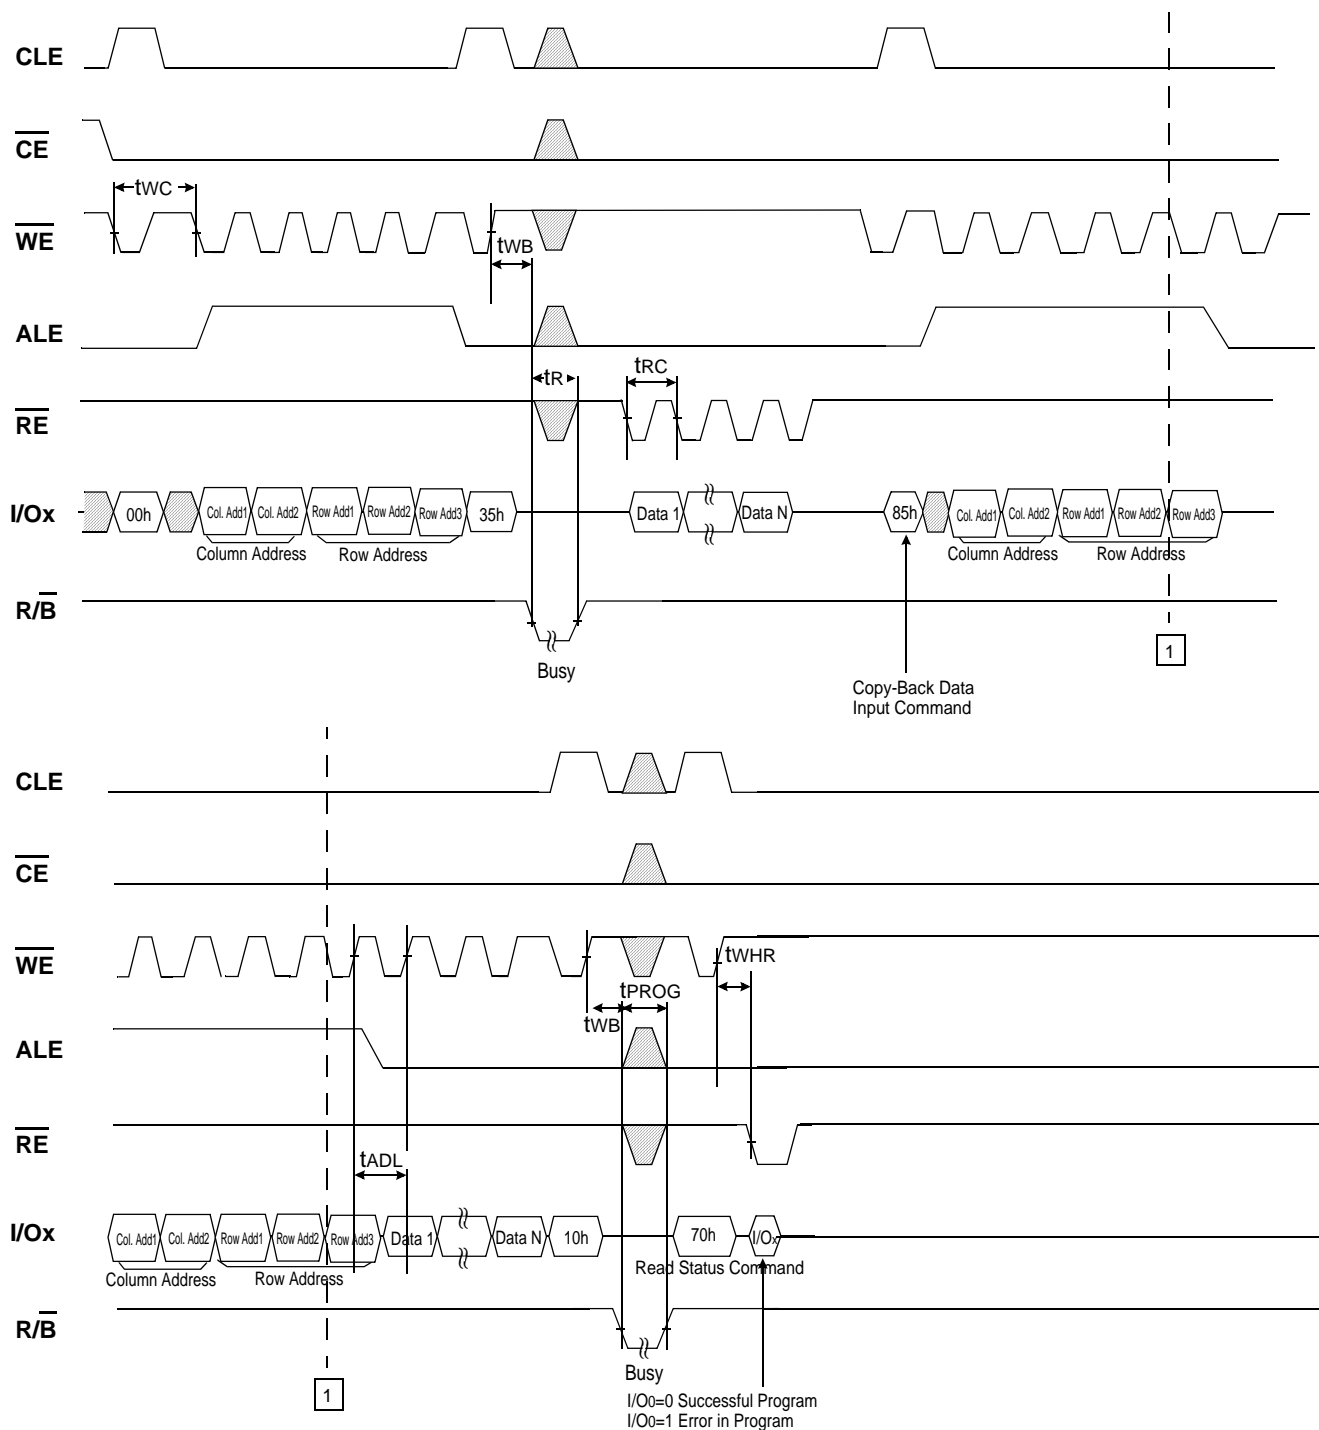 CLE
CE
tWC
WE
tWB
ALE
tR
tRC
RE
I/Ox
00h Col. Add1 Col. Add2 Row Add1 Row Add2 Row Add3 35h Data 1 Data N 85h Col. Add1 Col. Add2 Row Add1 Row Add2 Row Add3
Column Address Row Address Column Address Row Address
R/B
Busy
1
Copy-Back Data
Input Command
CLE
CE
WE
tWHR
tPROG
tWB
ALE
RE
tADL
I/Ox
Col. Add1 Col. Add2 Row Add1 Row Add2 Row Add3 Data 1 Data N 10h 70h I/Ox
Column Address Row Address Read Status Command
R/B
Busy
1
I/O0=0 Successful Program
I/O0=1 Error in Program